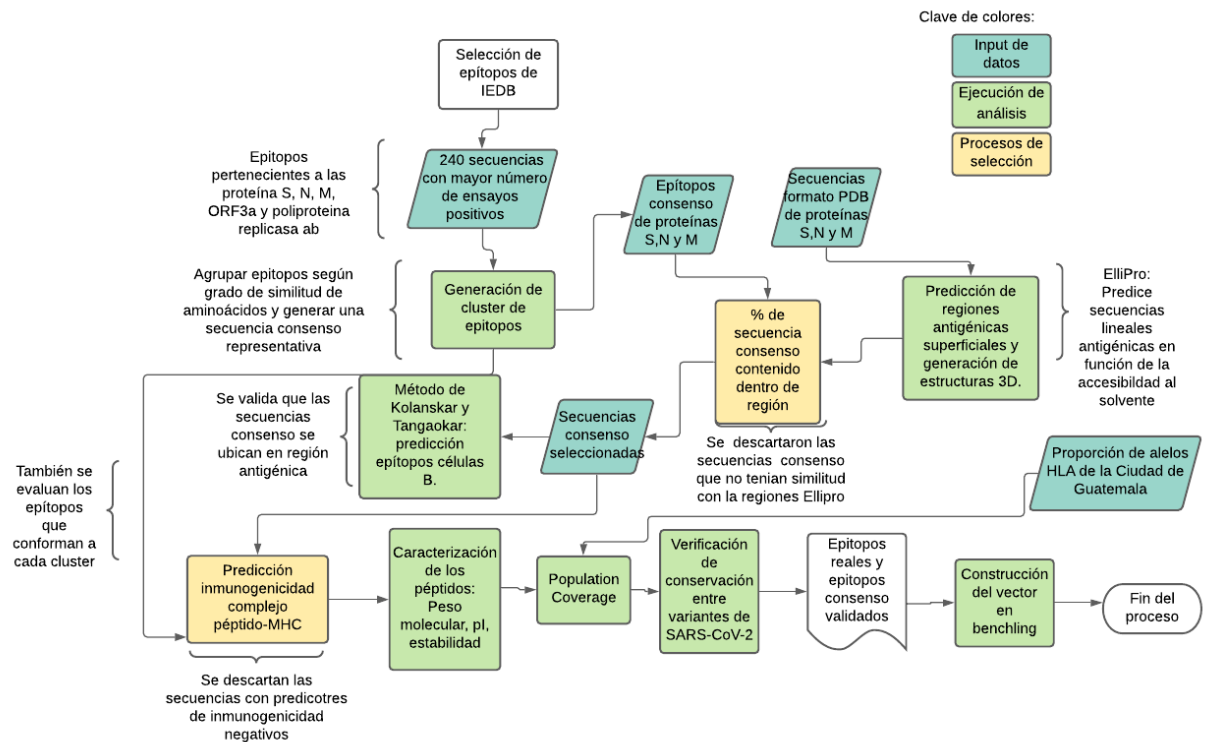 Clave de colores:
Input de
datos
Ejecución de
análisis
Procesos de
selección
Selección de
epítopos de
IEDB
Epitopos
pertenecientes a las
proteína S, N, M,
ORF3a y poliproteina
replicasa ab
240 secuencias
con mayor número
de ensayos
positivos
Epítopos
consenso
de proteínas
S,N y M
Secuencias
formato PDB
de proteínas
S,N y M
Agrupar epitopos según
grado de similitud de
aminoácidos y generar una
secuencia consenso
representativa
Generación de
cluster de
epitopos
% de
secuencia
consenso
contenido
dentro de
región
Predicción de
regiones
antigénicas
superficiales y
generación de
estructuras 3D.
ElliPro:
Predice
secuencias
lineales
antigénicas en
función de la
accesibildad al
solvente
Se valida que las
secuencias
consenso se
ubican en región
antigénica
Método de
Kolanskar y
Tangaokar:
predicción
epítopos células
B.
Secuencias
consenso
seleccionadas
Se descartaron las
secuencias consenso
que no tenian similitud
con la regiones Ellipro
Proporción de alelos
HLA de la Ciudad de
Guatemala
También se
evaluan los
epítopos
que
conforman a
cada cluster
Predicción
inmunogenicidad
complejo
péptido-MHC
Caracterización
de los
péptidos:
Peso
molecular, pI,
estabilidad
Population
Coverage
Verificación
de
conservación
entre
variantes de
SARS-CoV-2
Epitopos
reales y
epitopos
consenso
validados
Construcción
del vector
en
benchling
Fin del
proceso
Se descartan las
secuencias con predicotres
de inmunogenicidad
negativos